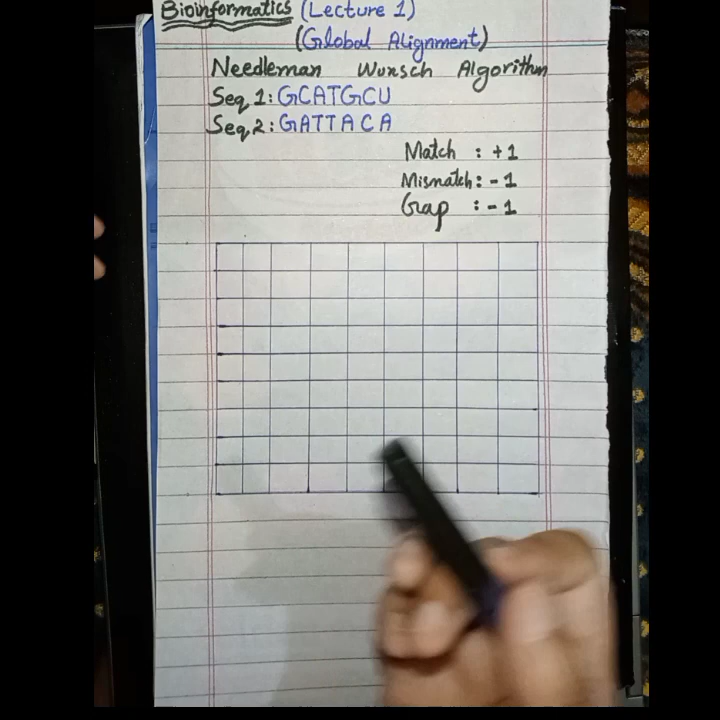 Bioinformatics (Lecture 1)
(Global Alignment)
Needleman Wunsch Algorithm
Seq 1: GCATGCU
Seq 2: GATTACA
Match : +1
Mismatch : -1
Gap : -1